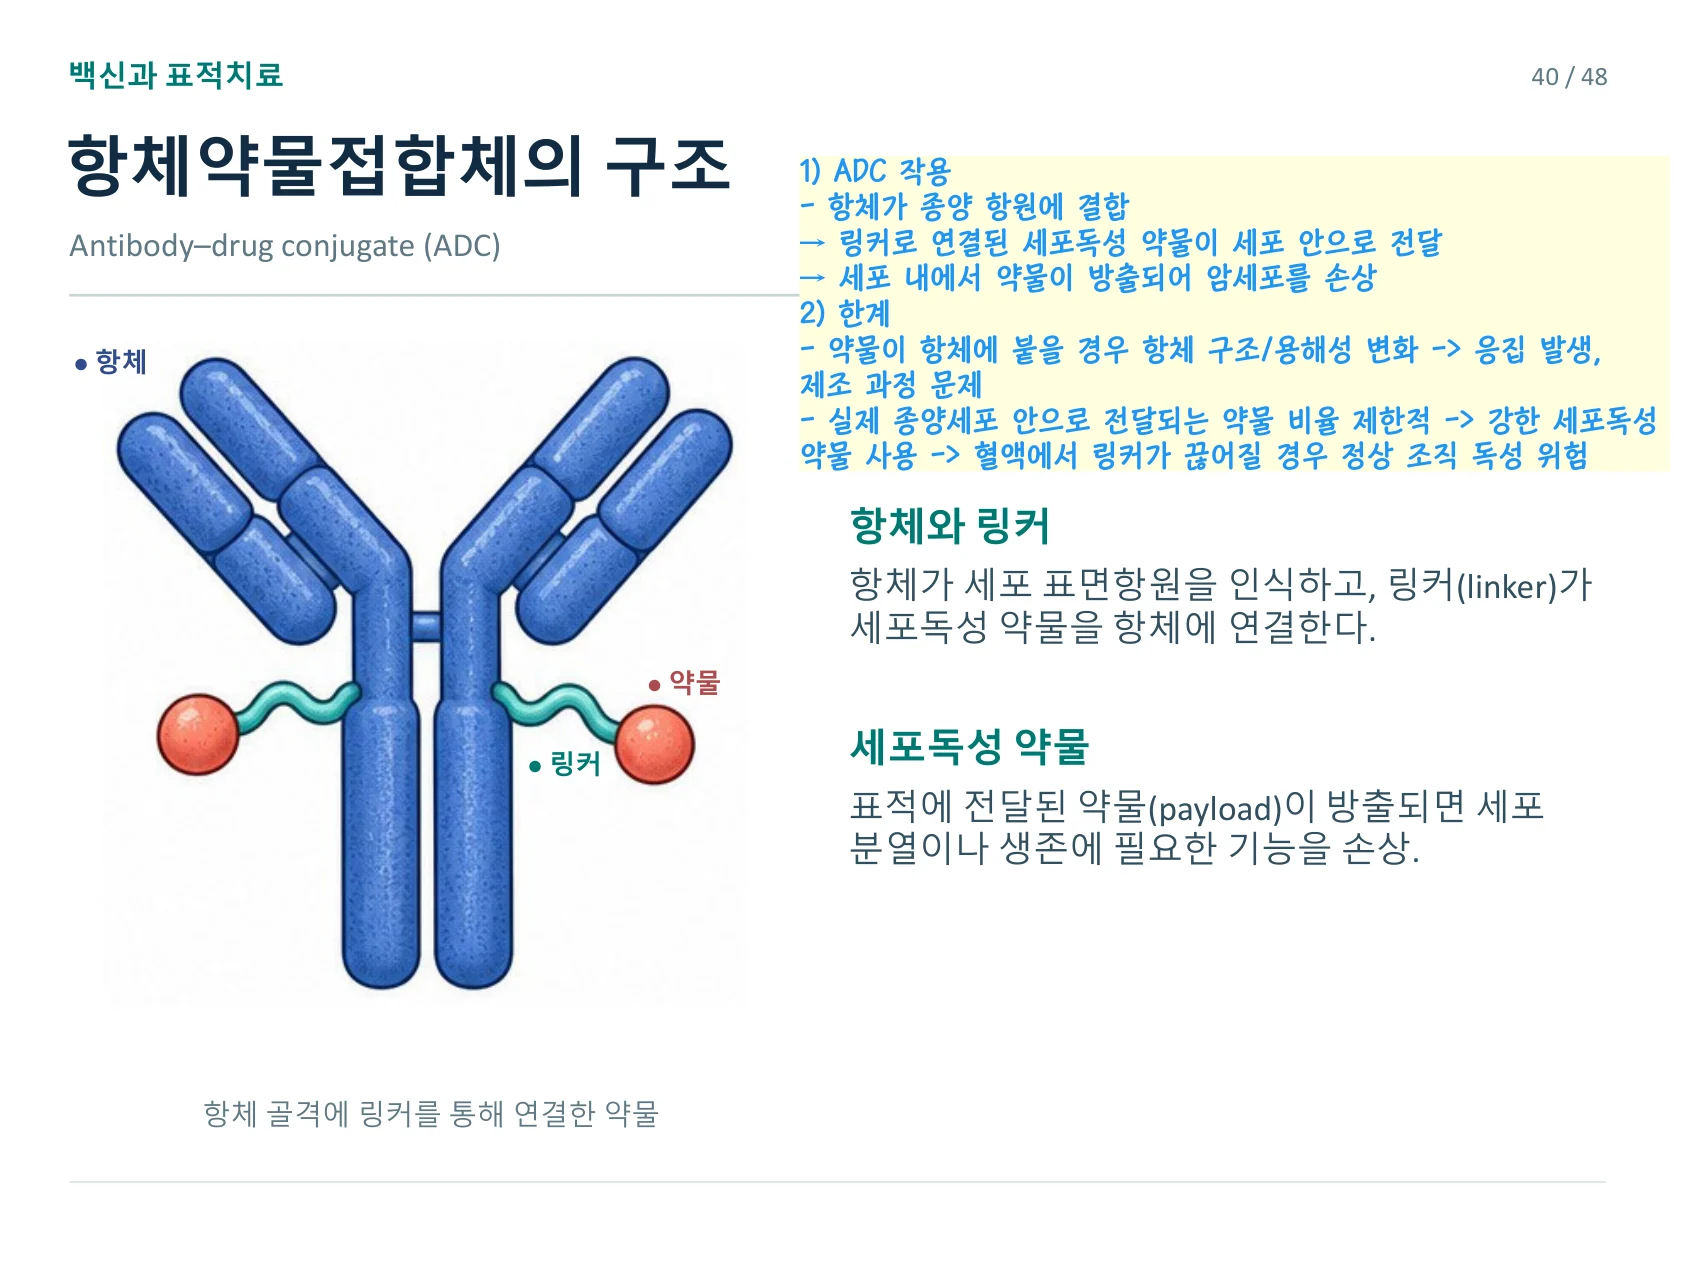 백신과 표적치료
40 / 48
항체약물접합체의 구조
Antibody–drug conjugate (ADC)
1) ADC 작용
- 항체가 종양 항원에 결합
→ 링커로 연결된 세포독성 약물이 세포 안으로 전달
→ 세포 내에서 약물이 방출되어 암세포를 손상
2) 한계
- 약물이 항체에 붙을 경우 항체 구조/용해성 변화 -> 응집 발생,
제조 과정 문제
- 실제 종양세포 안으로 전달되는 약물 비율 제한적 -> 강한 세포독성
약물 사용 -> 혈액에서 링커가 끊어질 경우 정상 조직 독성 위험
• 항체
• 약물
• 링커
항체 골격에 링커를 통해 연결한 약물
항체와 링커
항체가 세포 표면항원을 인식하고, 링커(linker)가
세포독성 약물을 항체에 연결한다.
세포독성 약물
표적에 전달된 약물(payload)이 방출되면 세포
분열이나 생존에 필요한 기능을 손상.